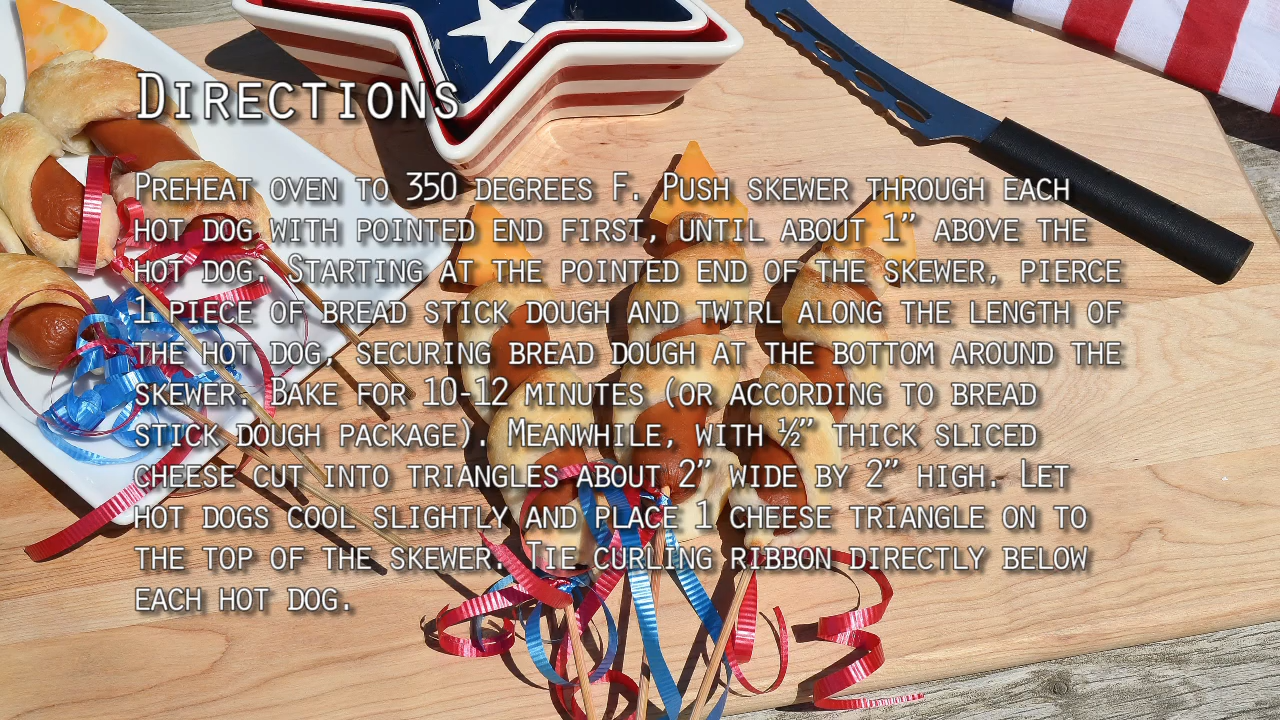 Directions
Preheat oven to 350 degrees F. Push skewer through each
hot dog with pointed end first, until about 1” above the
hot dog. Starting at the pointed end of the skewer, pierce
1 piece of bread stick dough and twirl along the length of
the hot dog, securing bread dough at the bottom around the
skewer. Bake for 10-12 minutes (or according to bread
stick dough package). Meanwhile, with ½” thick sliced
cheese cut into triangles about 2” wide by 2” high. Let
hot dogs cool slightly and place 1 cheese triangle on to
the top of the skewer. Tie curling ribbon directly below
each hot dog.